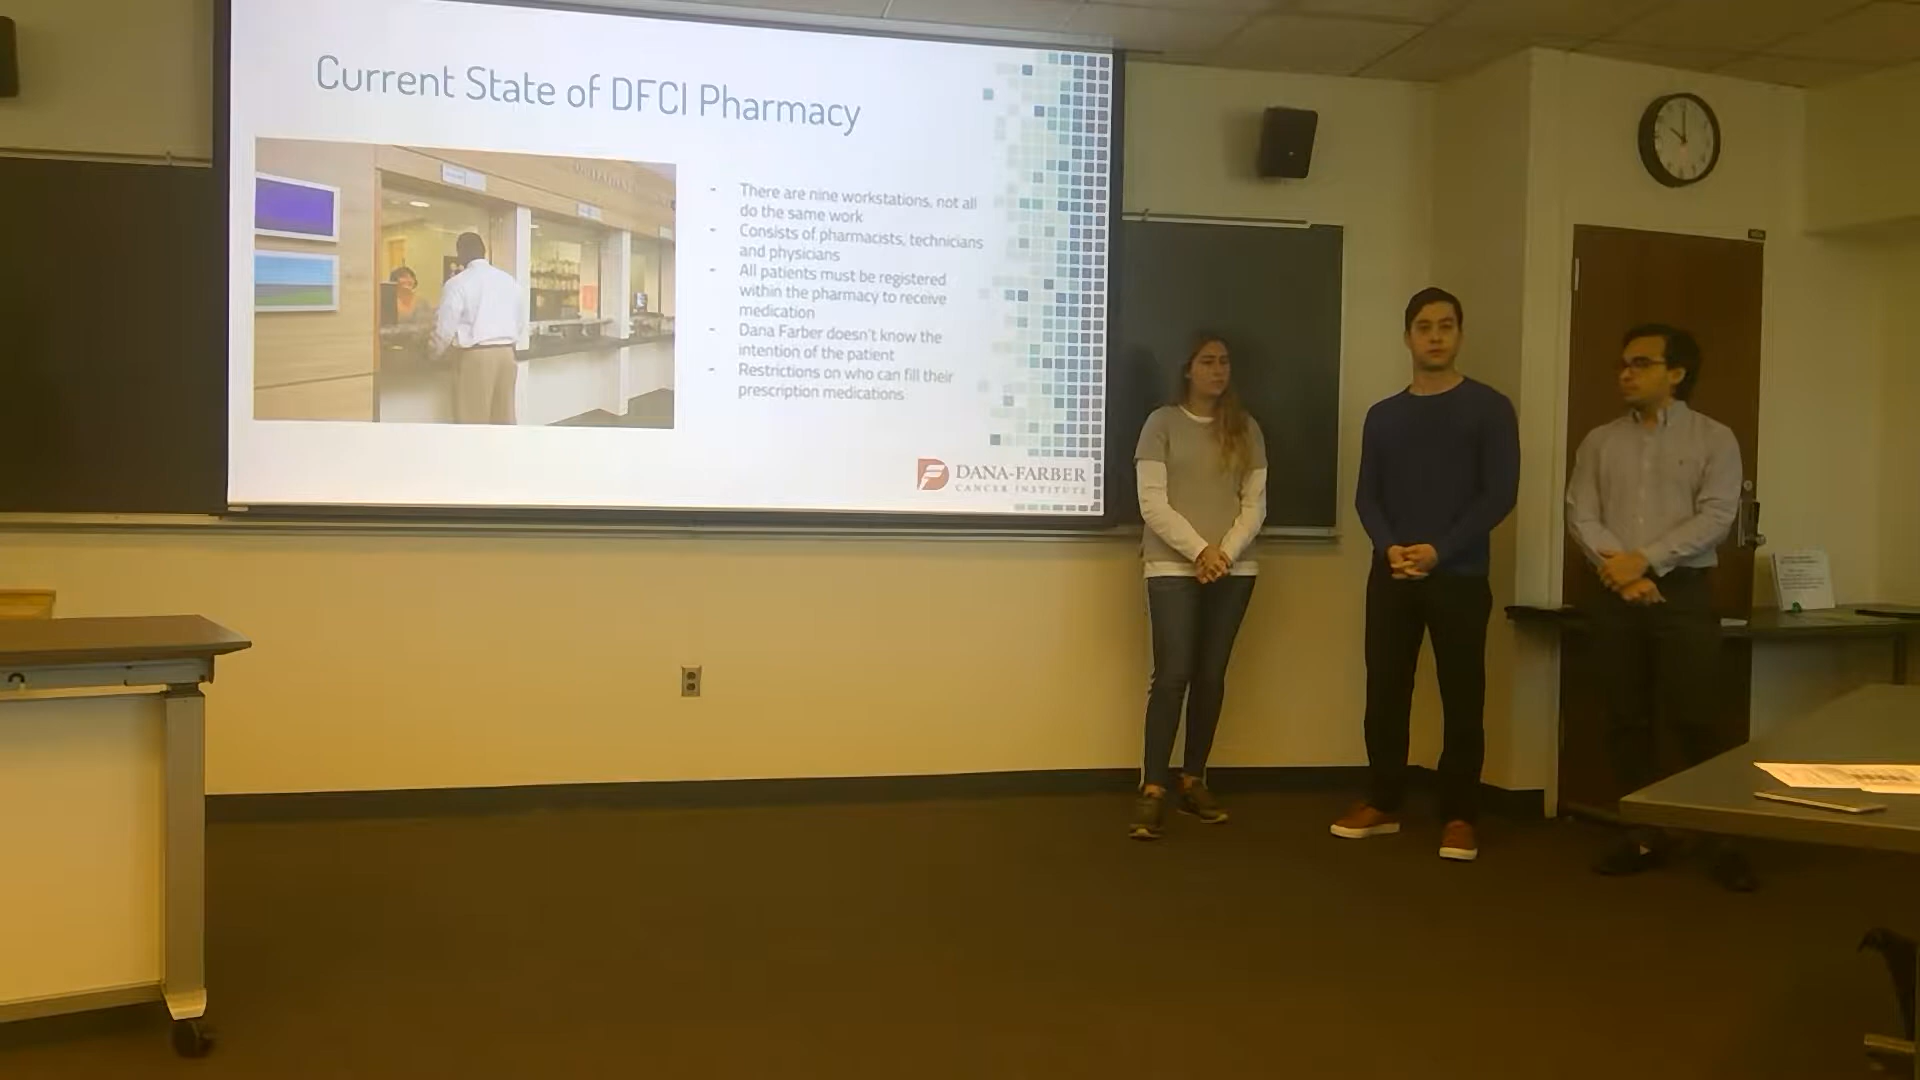 Current State of DFCI Pharmacy
- There are nine workstations, not all
do the same work
- Consists of pharmacists, technicians
and physicians
- All patients must be registered
within the pharmacy to receive
medication
- Dana Farber doesn't know the
intention of the patient
- Restrictions on who can fill their
prescription medications
DANA-FARBER
CANCER INSTITUTE